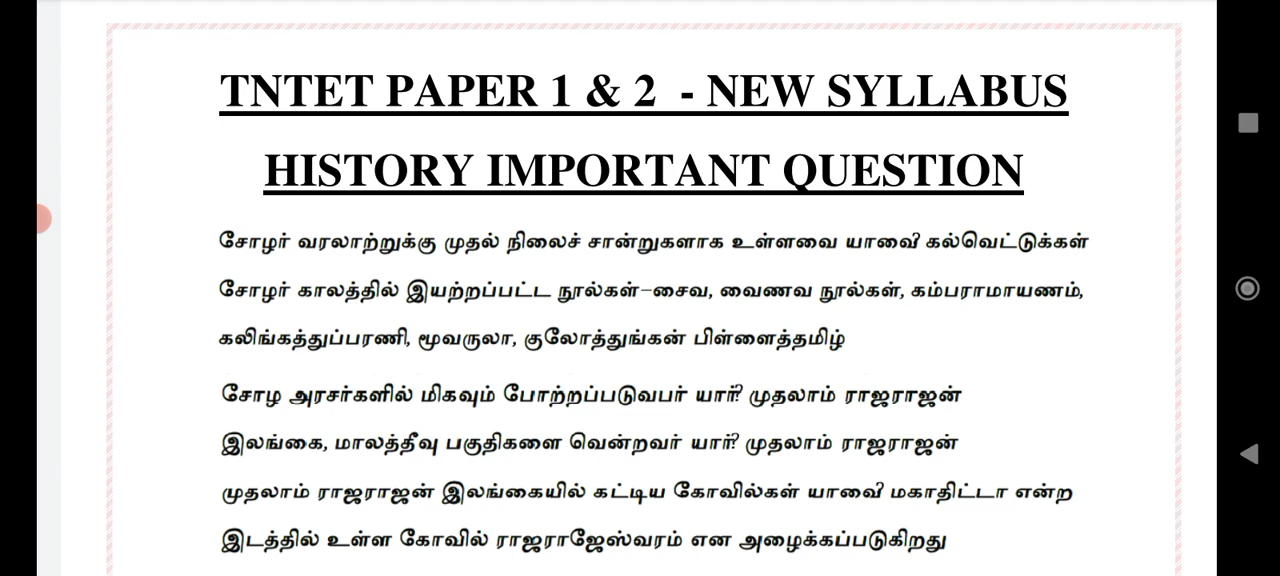 TNTET PAPER 1 & 2 - NEW SYLLABUS
HISTORY IMPORTANT QUESTION
சோழர் வரலாற்றுக்கு முதல் நிலைச் சான்றுகளாக உள்ளவை யாவை? கல்வெட்டுக்கள்
சோழர் காலத்தில் இயற்றப்பட்ட நூல்கள்–சைவ, வைணவ நூல்கள், கம்பராமாயணம்,
கலிங்கத்துப்பரணி, மூவருலா, குலோத்துங்கன் பிள்ளைத்தமிழ்
சோழ அரசர்களில் மிகவும் போற்றப்படுவபர் யார்? முதலாம் ராஜராஜன்
இலங்கை, மாலத்தீவு பகுதிகளை வென்றவர் யார்? முதலாம் ராஜராஜன்
முதலாம் ராஜராஜன் இலங்கையில் கட்டிய கோவில்கள் யாவை? மகாதிட்டா என்ற
இடத்தில் உள்ள கோவில் ராஜராஜேஸ்வரம் என அழைக்கப்படுகிறது